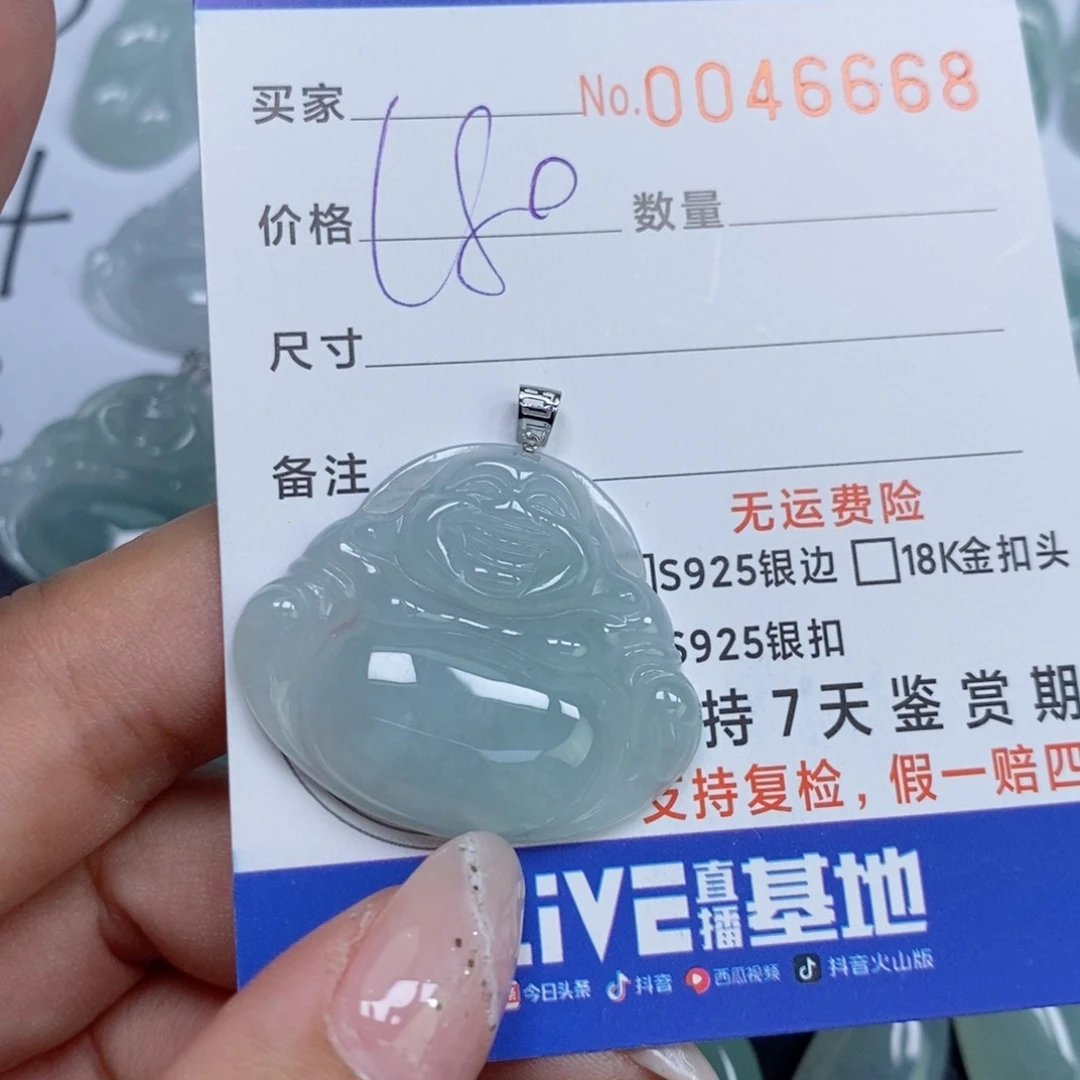 买家 No.0046668
价格 680 数量
尺寸
备注
无运费险
S925银边 □18K金扣头
S925银扣
持7天鉴赏期
支持复检，假一赔四
LiVE直播基地
今日头条 抖音 西瓜视频 抖音火山版